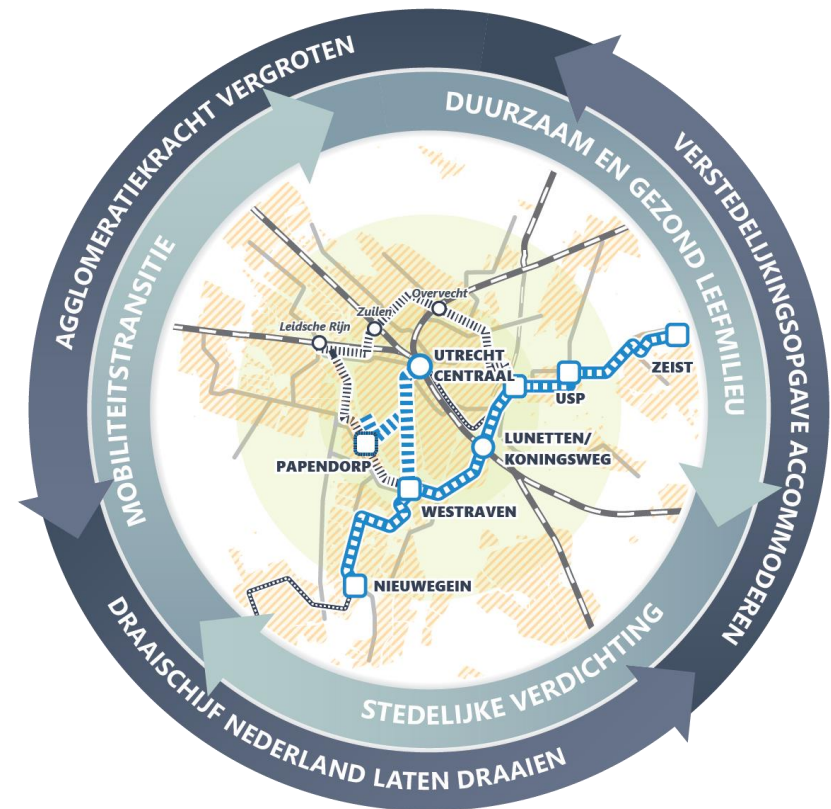 AGGLOMERATIEKRACHT VERGROTEN
VERSTEDELIJKINGSOPGAVE ACCOMMODEREN
DRAAISCHIJF NEDERLAND LATEN DRAAIEN
MOBILITEITSTRANSITIE
DUURZAAM EN GEZOND LEEFMILIEU
STEDELIJKE VERDICHTING
Overvecht
Zuilen
Leidsche Rijn
UTRECHT
CENTRAAL
ZEIST
USP
LUNETTEN/
KONINGSWEG
PAPENDORP
WESTRAVEN
NIEUWEGEIN